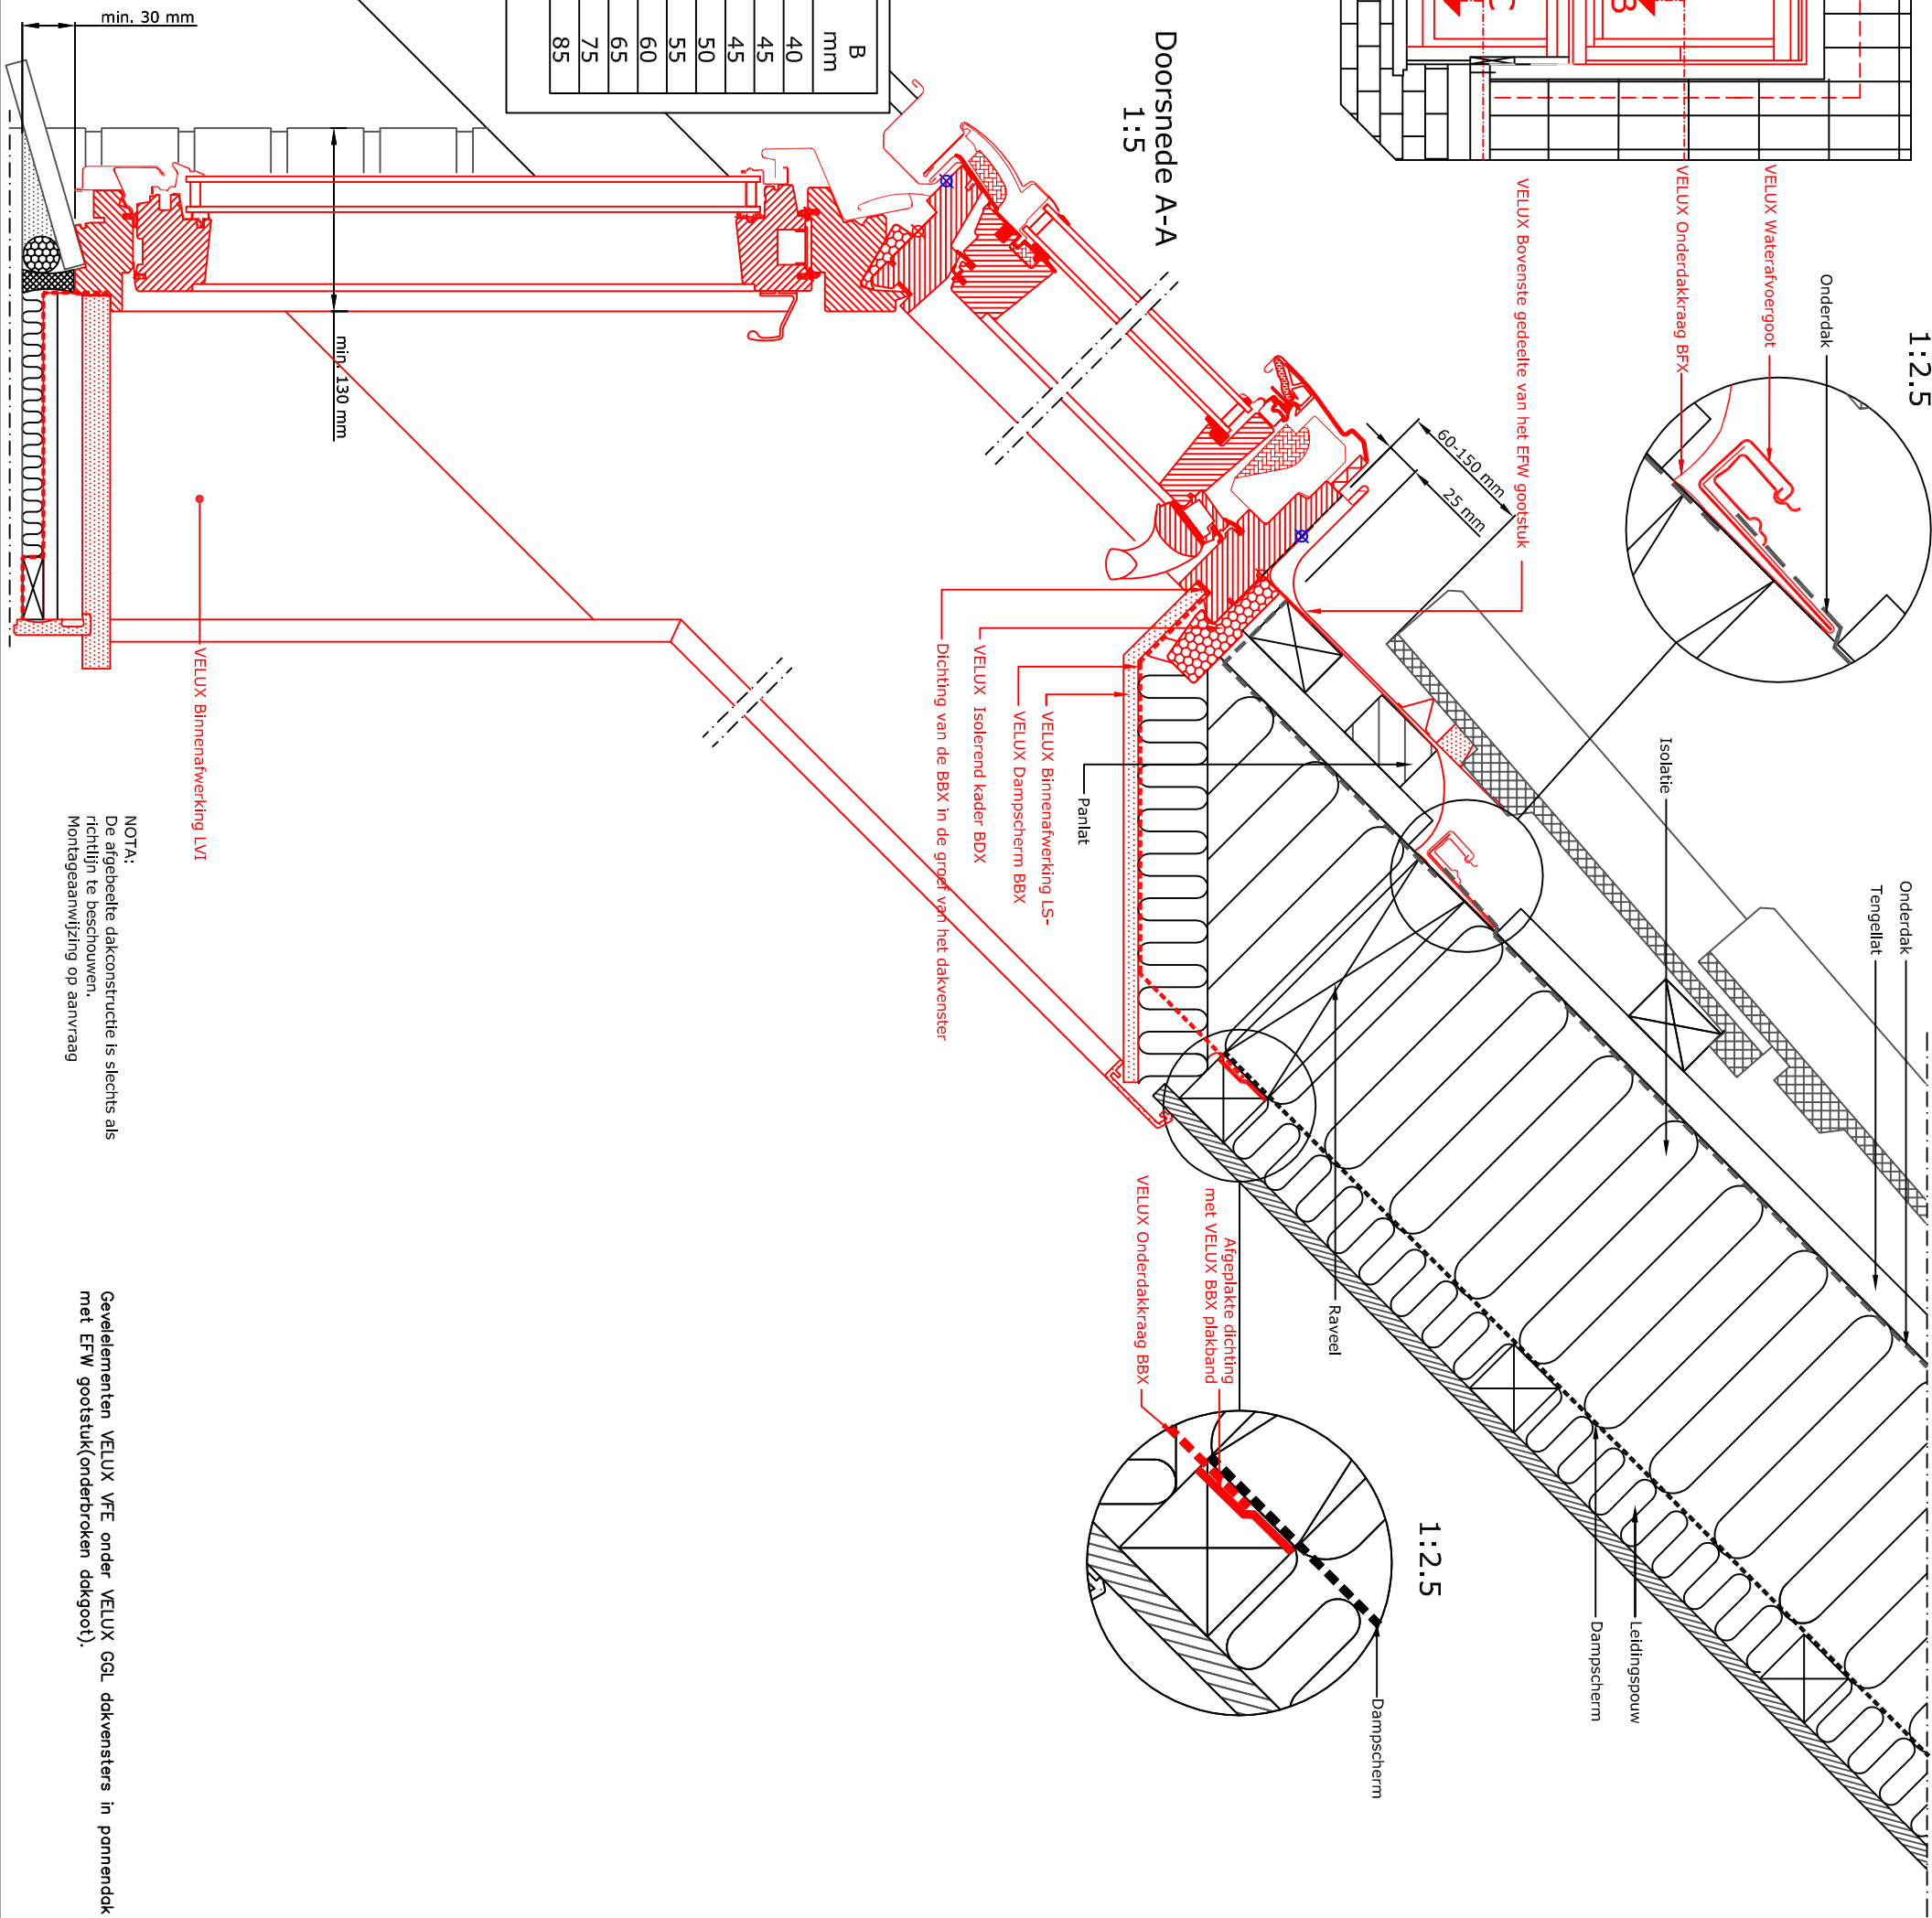 1:2.5
Onderdak
VELUX Waterafvoergoot
VELUX Onderdakkraag BFX
VELUX Bovenste gedeelte van het EFW gootstuk
C
B
Doorsnede A-A
1:5
B
mm
40
45
45
50
55
60
65
75
85
min. 30 mm
min. 130 mm
60-150 mm
25 mm
Onderdak
Tengellat
Isolatie
Panlat
VELUX Binnenafwerking LS-
VELUX Dampscherm BBX
VELUX Isolerend kader BDX
Dichting van de BBX in de groef van het dakvenster
VELUX Binnenafwerking LVI
Raveel
Leidingspouw
Dampscherm
Afgeplakte dichting
met VELUX BBX plakband
VELUX Onderdakkraag BBX
1:2.5
Dampscherm
NOTA:
De afgebeelte dakconstructie is slechts als
richtlijn te beschouwen.
Montageaanwijzing op aanvraag
Gevelelementen VELUX VFE onder VELUX GGL dakvensters in pannendak
met EFW gootstuk(onderbroken dakgoot).